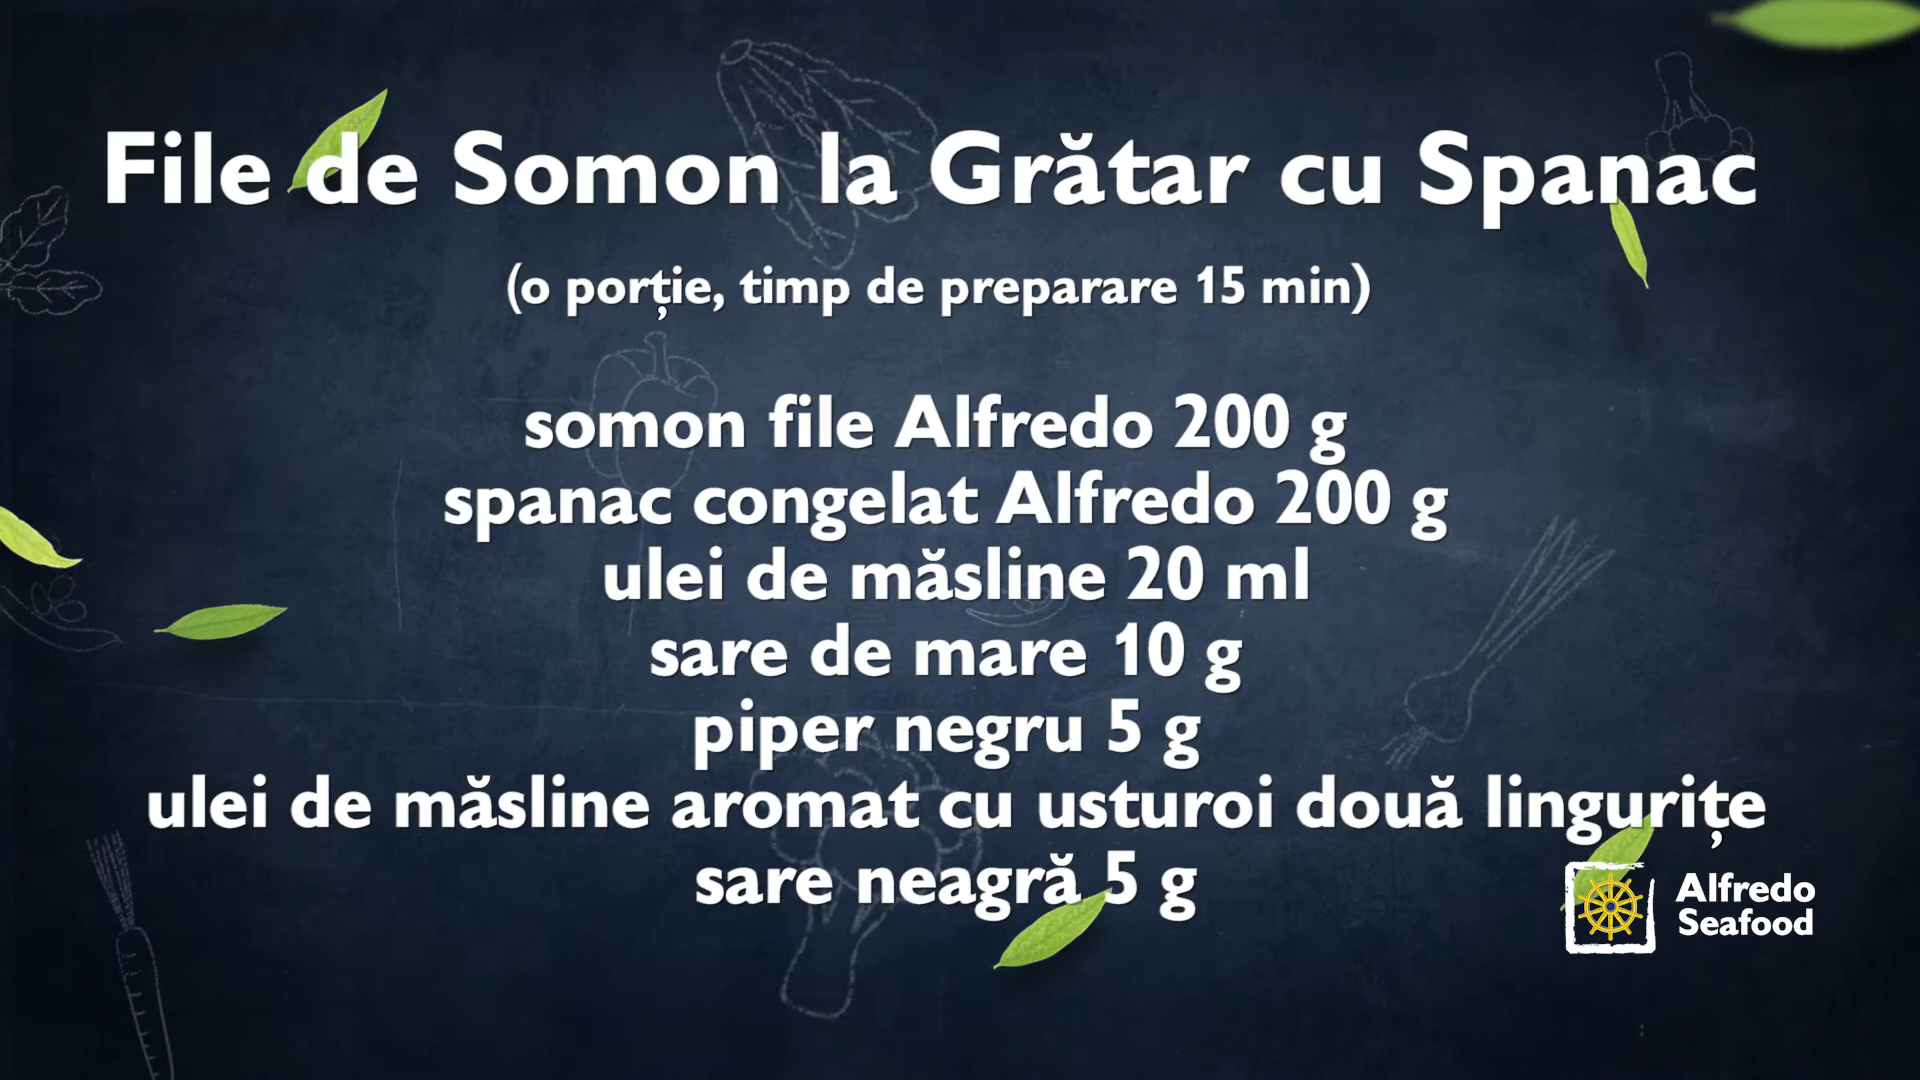 File de Somon la Grătar cu Spanac
(o porție, timp de preparare 15 min)
somon file Alfredo 200 g
spanac congelat Alfredo 200 g
ulei de măsline 20 ml
sare de mare 10 g
piper negru 5 g
ulei de măsline aromat cu usturoi două lingurițe
sare neagră 5 g
Alfredo
Seafood